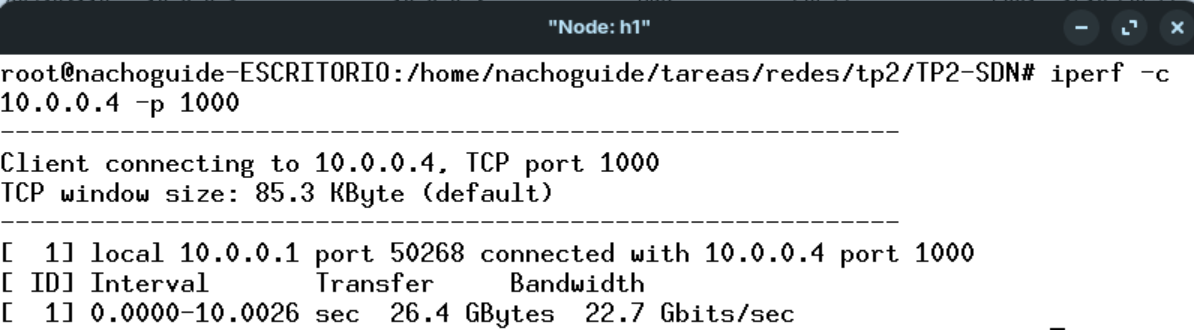 "Node: h1"
root@nachoguide-ESCRITORIO:/home/nachoguide/tareas/redes/tp2/TP2-SDN# iperf -c
10.0.0.4 -p 1000
------------------------------------------------------------
Client connecting to 10.0.0.4, TCP port 1000
TCP window size: 85.3 KByte (default)
------------------------------------------------------------
[  1] local 10.0.0.1 port 50268 connected with 10.0.0.4 port 1000
[ ID] Interval       Transfer     Bandwidth
[  1] 0.0000-10.0026 sec  26.4 GBytes  22.7 Gbits/sec